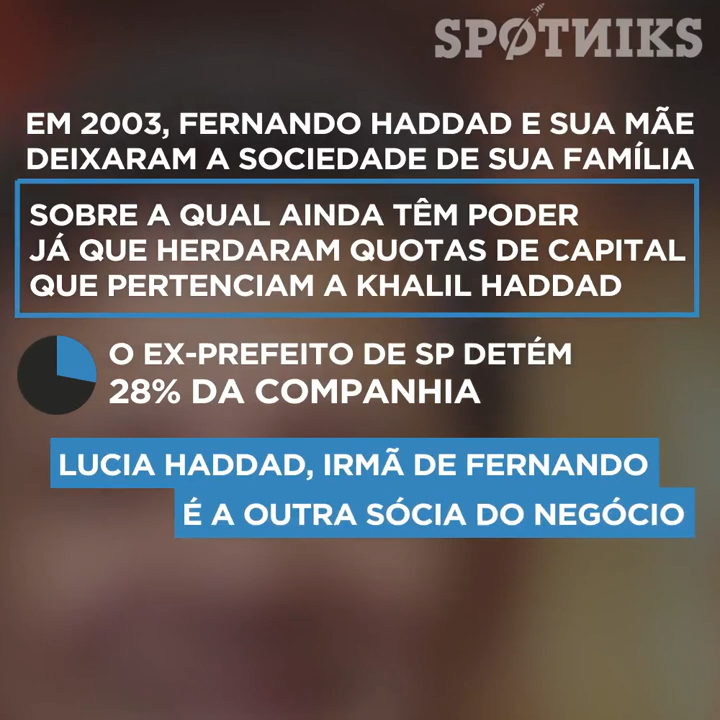 SPOTNIKS
EM 2003, FERNANDO HADDAD E SUA MÃE
DEIXARAM A SOCIEDADE DE SUA FAMÍLIA
SOBRE A QUAL AINDA TÊM PODER
JÁ QUE HERDARAM QUOTAS DE CAPITAL
QUE PERTENCIAM A KHALIL HADDAD
O EX-PREFEITO DE SP DETÉM
28% DA COMPANHIA
LUCIA HADDAD, IRMÃ DE FERNANDO
É A OUTRA SÓCIA DO NEGÓCIO